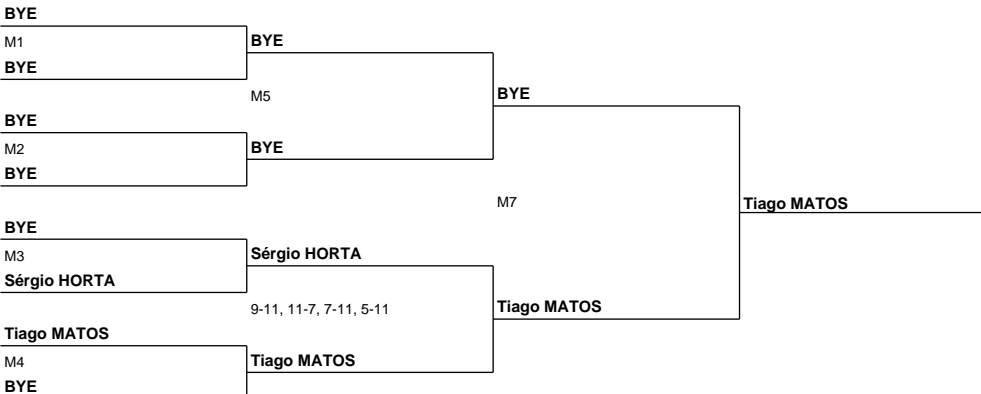 BYE
M1
BYE
BYE
M5
BYE
BYE
M2
BYE
BYE
M7
Tiago MATOS
BYE
M3
Sérgio HORTA
Sérgio HORTA
9-11, 11-7, 7-11, 5-11
Tiago MATOS
Tiago MATOS
M4
Tiago MATOS
BYE